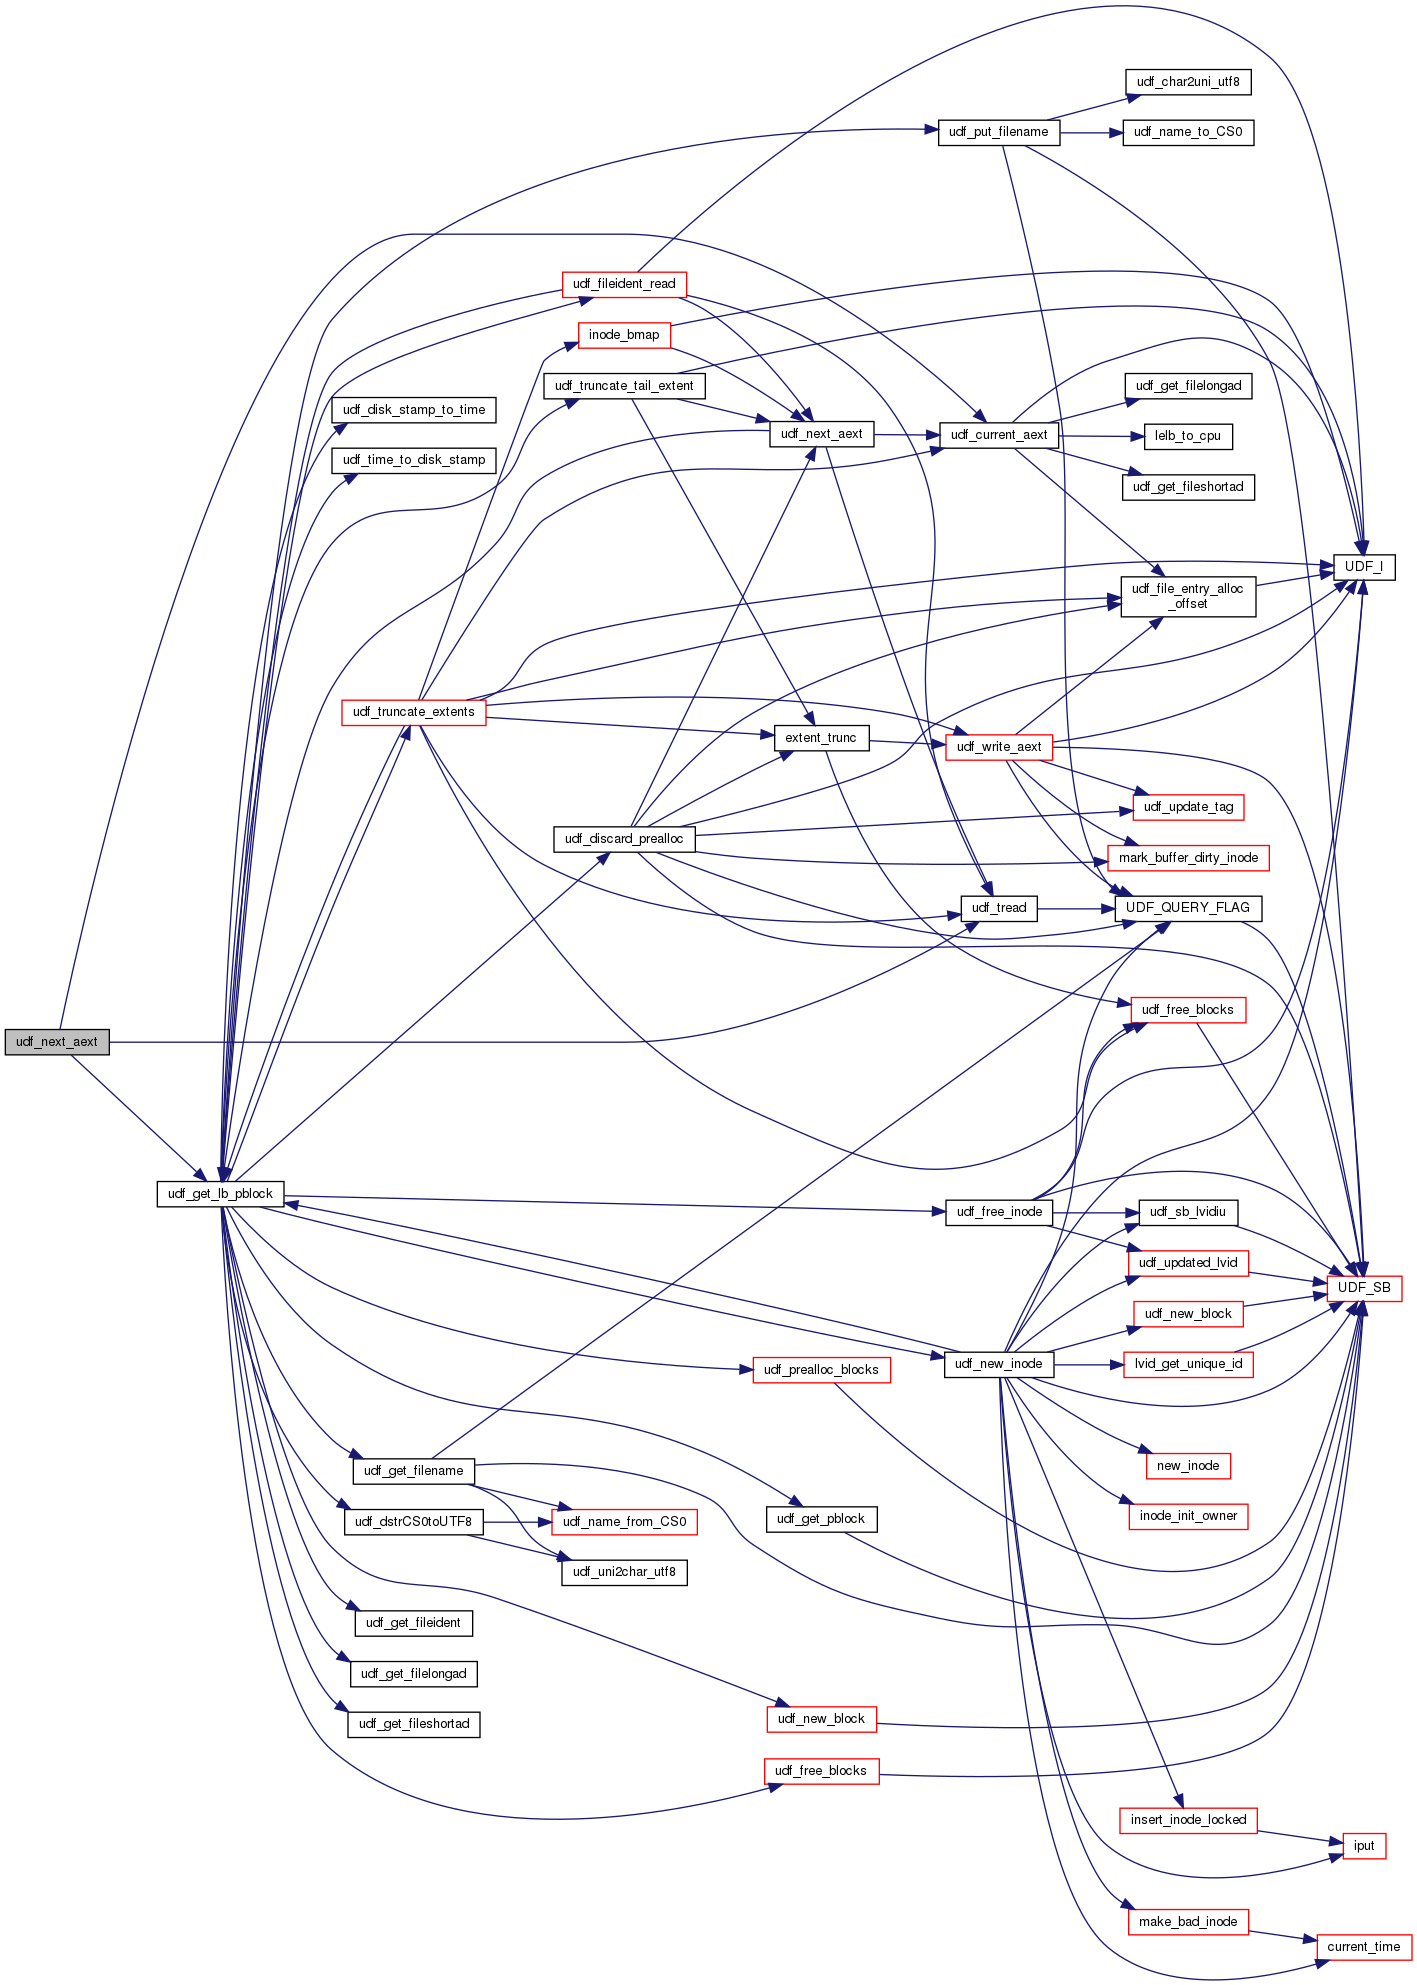 udf_char2uni_utf8
udf_put_filename
udf_name_to_CS0
udf_fileident_read
inode_bmap
udf_truncate_tail_extent
udf_get_filelongad
udf_disk_stamp_to_time
udf_next_aext
udf_current_aext
lelb_to_cpu
udf_time_to_disk_stamp
udf_get_fileshortad
UDF_I
udf_file_entry_alloc
_offset
udf_truncate_extents
extent_trunc
udf_write_aext
udf_update_tag
udf_discard_prealloc
mark_buffer_dirty_inode
udf_tread
UDF_QUERY_FLAG
udf_free_blocks
udf_next_aext
udf_get_lb_pblock
udf_free_inode
udf_sb_lvidiu
udf_updated_lvid
UDF_SB
udf_new_block
udf_prealloc_blocks
udf_new_inode
lvid_get_unique_id
udf_get_filename
new_inode
udf_dstrCS0toUTF8
udf_name_from_CS0
udf_get_pblock
inode_init_owner
udf_uni2char_utf8
udf_get_fileident
udf_get_filelongad
udf_new_block
udf_get_fileshortad
udf_free_blocks
insert_inode_locked
iput
make_bad_inode
current_time